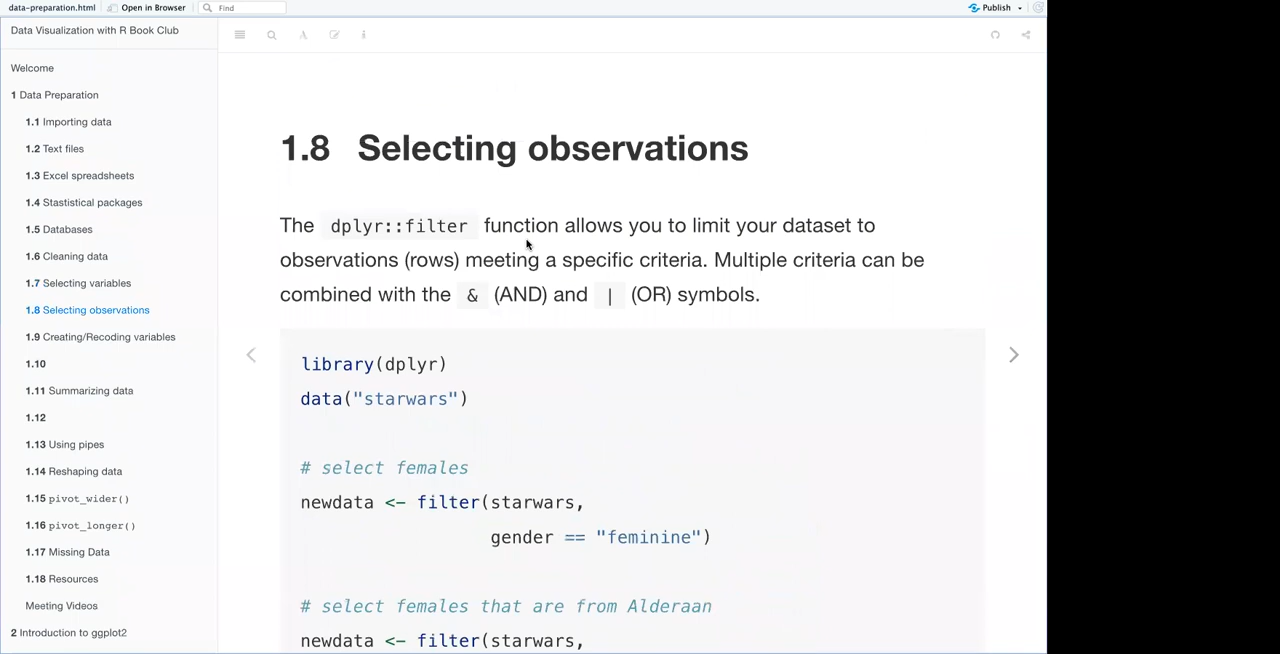 data-preparation.html Open in Browser Find Publish
Data Visualization with R Book Club
Welcome
1 Data Preparation
1.1 Importing data
1.2 Text files
1.3 Excel spreadsheets
1.4 Stastistical packages
1.5 Databases
1.6 Cleaning data
1.7 Selecting variables
1.8 Selecting observations
1.9 Creating/Recoding variables
1.10
1.11 Summarizing data
1.12
1.13 Using pipes
1.14 Reshaping data
1.15 pivot_wider()
1.16 pivot_longer()
1.17 Missing Data
1.18 Resources
Meeting Videos
2 Introduction to ggplot2
1.8 Selecting observations
The dplyr::filter function allows you to limit your dataset to
observations (rows) meeting a specific criteria. Multiple criteria can be
combined with the & (AND) and | (OR) symbols.
library(dplyr)
data("starwars")
# select females
newdata <- filter(starwars,
gender == "feminine")
# select females that are from Alderaan
newdata <- filter(starwars,